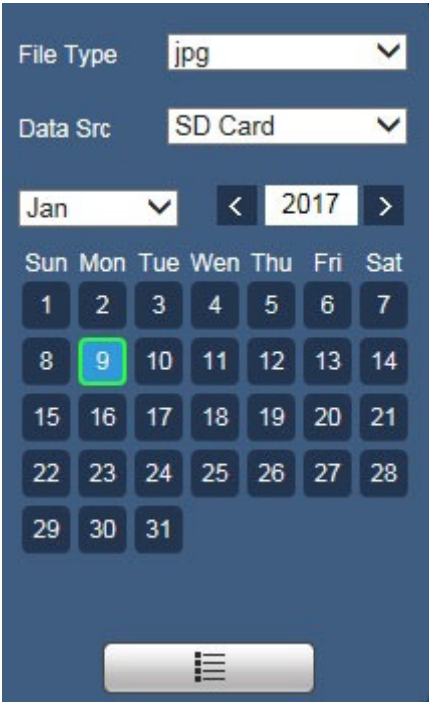 File Type jpg
Data Src SD Card
Jan < 2017 >
Sun Mon Tue Wen Thu Fri Sat
1 2 3 4 5 6 7
8 9 10 11 12 13 14
15 16 17 18 19 20 21
22 23 24 25 26 27 28
29 30 31